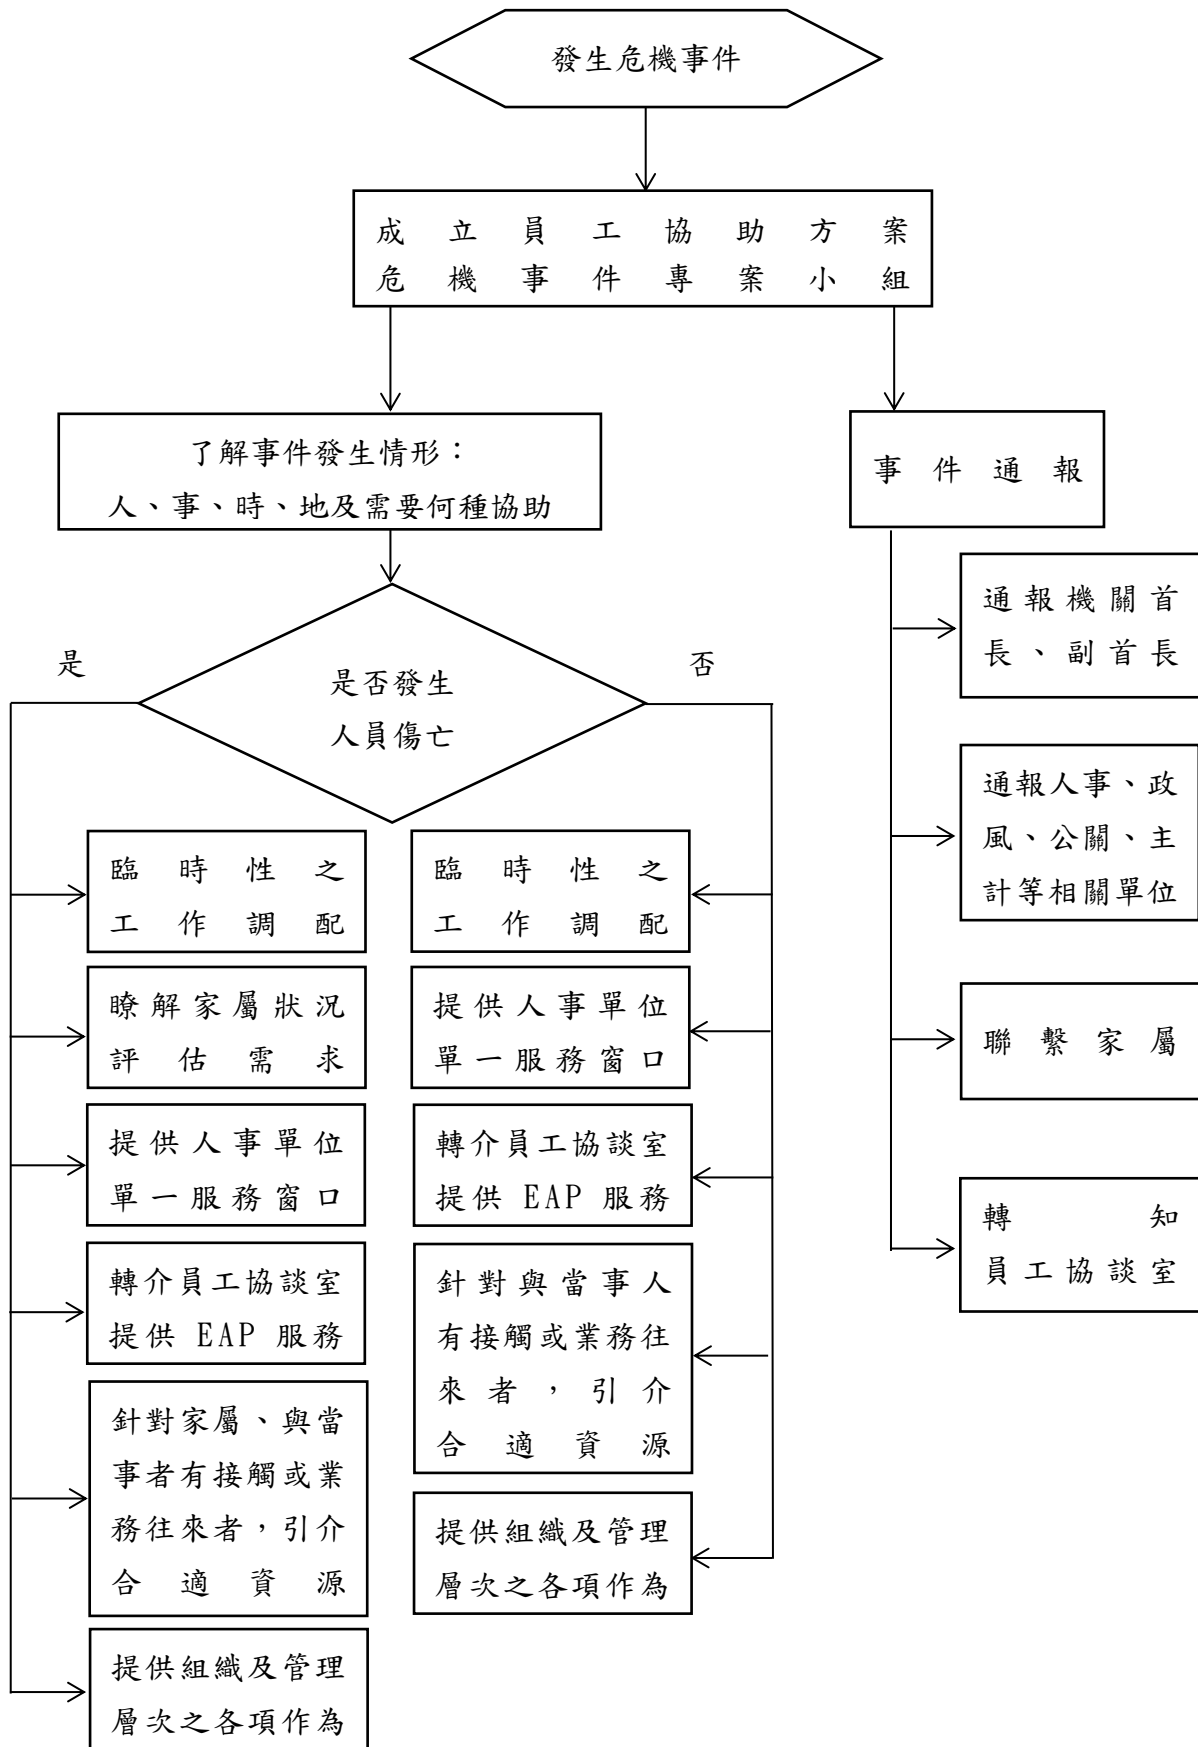 發生危機事件
成立員工協助方案
危機事件專案小組
了解事件發生情形：
人、事、時、地及需要何種協助
事件通報
通報機關首
長、副首長
通報人事、政
風、公關、主
計等相關單位
聯繫家屬
轉知
員工協談室
是否發生
人員傷亡
是
臨時性之
工作調配
瞭解家屬狀況
評估需求
提供人事單位
單一服務窗口
轉介員工協談室
提供 EAP 服務
針對家屬、與當
事者有接觸或業
務往來者，引介
合適資源
提供組織及管理
層次之各項作為
否
臨時性之
工作調配
提供人事單位
單一服務窗口
轉介員工協談室
提供 EAP 服務
針對與當事人
有接觸或業務往
來者，引介
合適資源
提供組織及管理
層次之各項作為